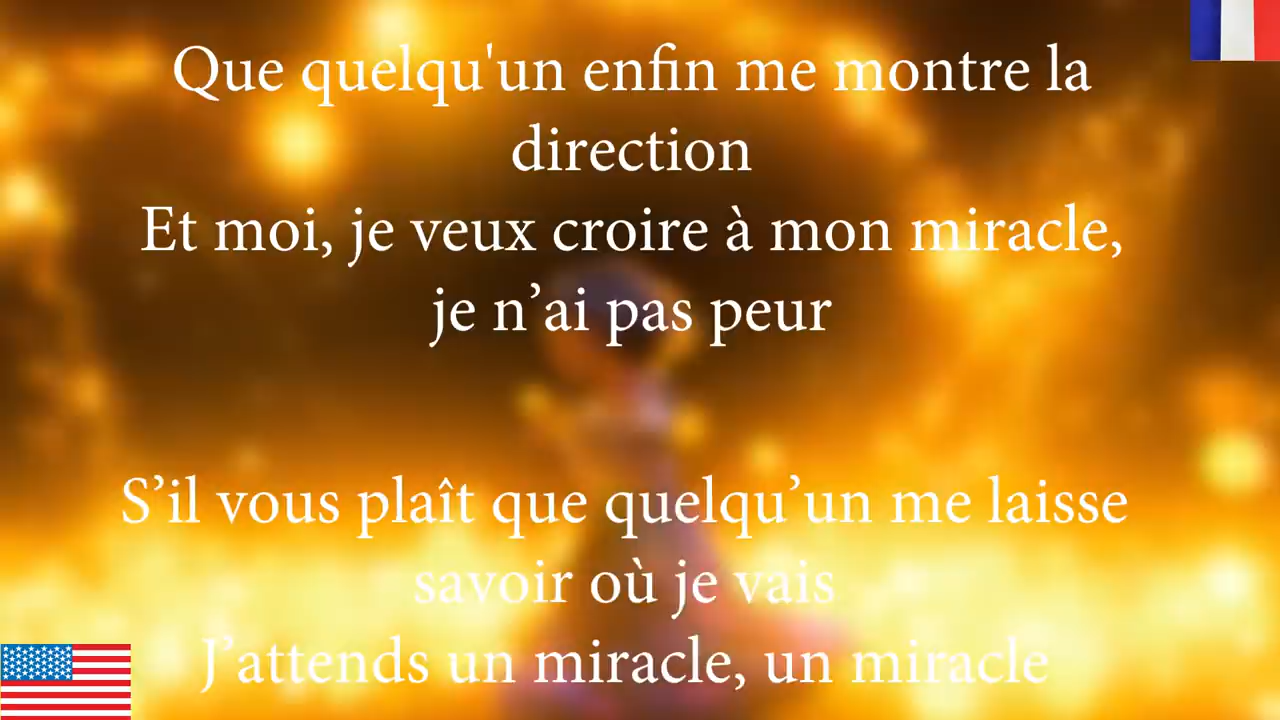 Que quelqu'un enfin me montre la
direction
Et moi, je veux croire à mon miracle,
je n’ai pas peur
S’il vous plaît que quelqu’un me laisse
savoir où je vais
J’attends un miracle, un miracle